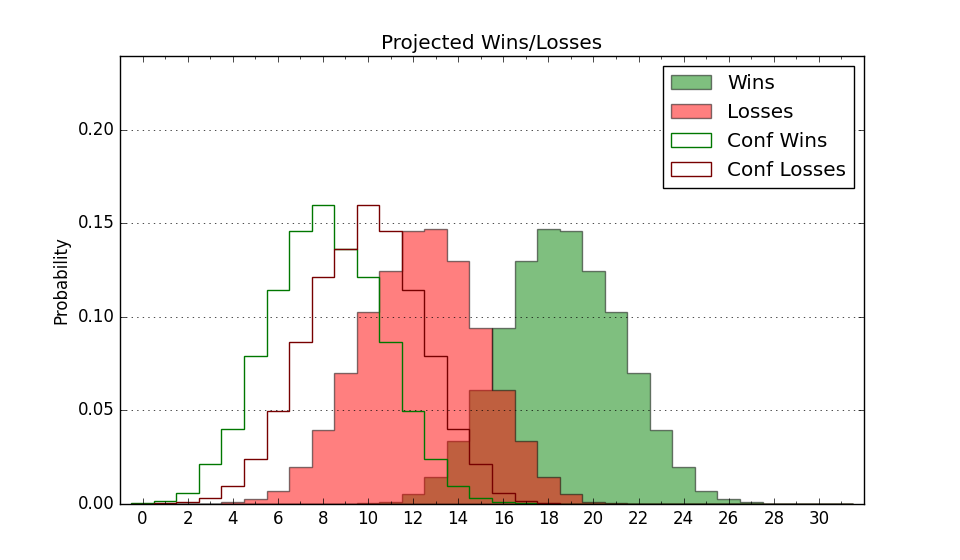 Projected Wins/Losses
Wins
Losses
Conf Wins
Conf Losses
Probability
0.20
0.15
0.10
0.05
0.00
0 2 4 6 8 10 12 14 16 18 20 22 24 26 28 30